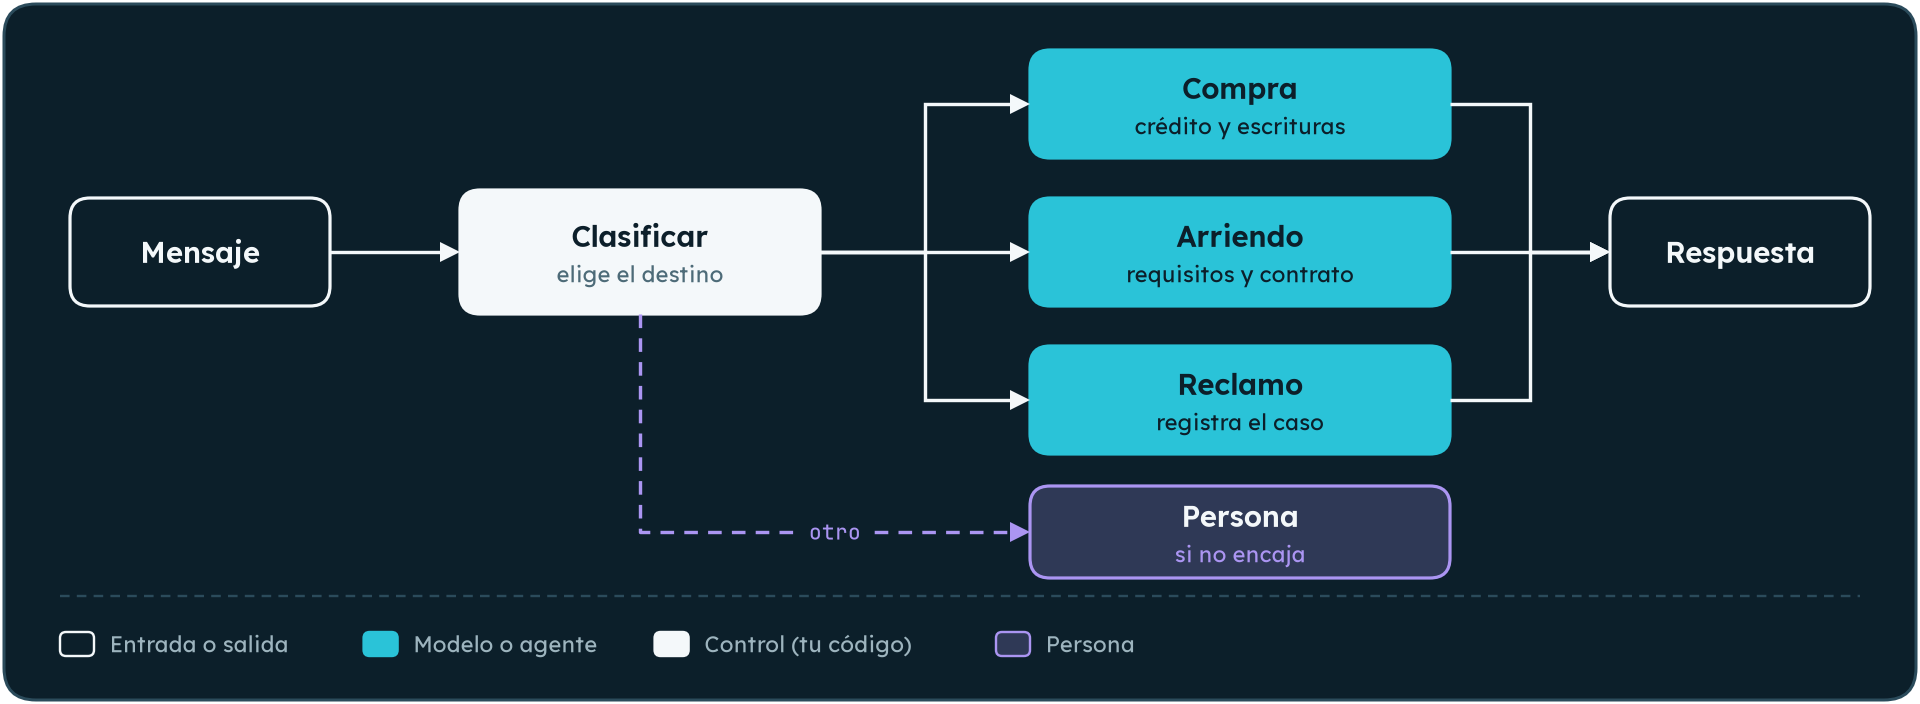 Mensaje
Clasificar
elige el destino
Compra
crédito y escrituras
Arriendo
requisitos y contrato
Reclamo
registra el caso
Respuesta
otro
Persona
si no encaja
Entrada o salida
Modelo o agente
Control (tu código)
Persona